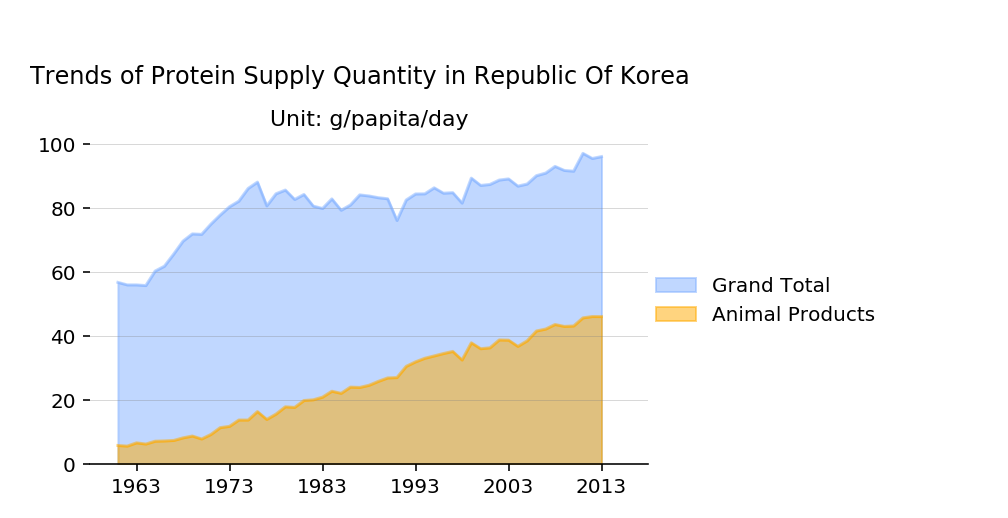 Trends of Protein Supply Quantity in Republic Of Korea
Unit: g/papita/day
100
80
60
40
20
0
1963 1973 1983 1993 2003 2013
Grand Total
Animal Products